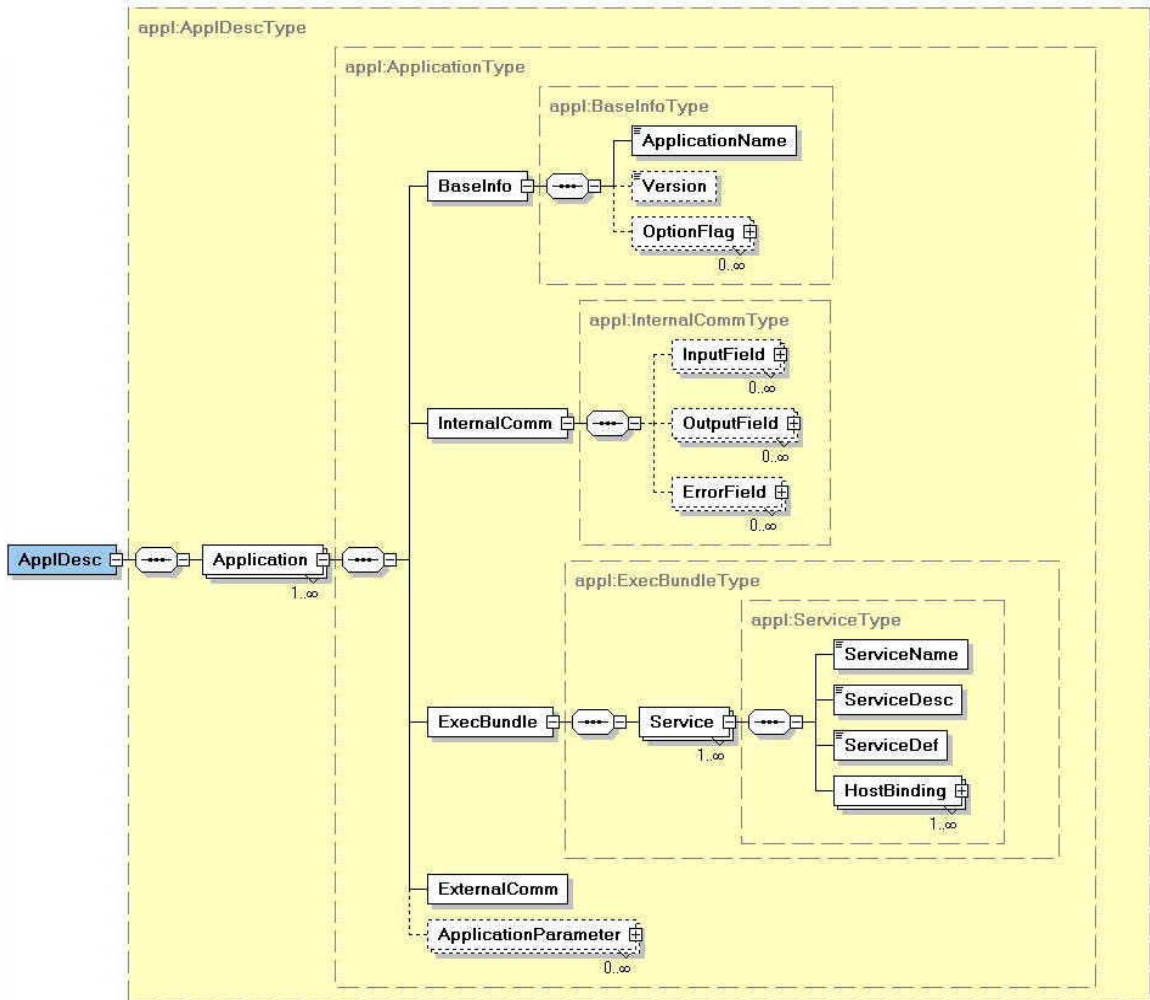 appl:ApplDescType
appl:ApplicationType
appl:BaseInfoType
ApplicationName
BaseInfo
Version
OptionFlag
0..∞
appl:InternalCommType
InputField
0..∞
InternalComm
OutputField
0..∞
ErrorField
0..∞
ApplDesc
Application
1..∞
appl:ExecBundleType
appl:ServiceType
ServiceName
ServiceDesc
ExecBundle
Service
1..∞
ServiceDef
HostBinding
1..∞
ExternalComm
ApplicationParameter
0..∞